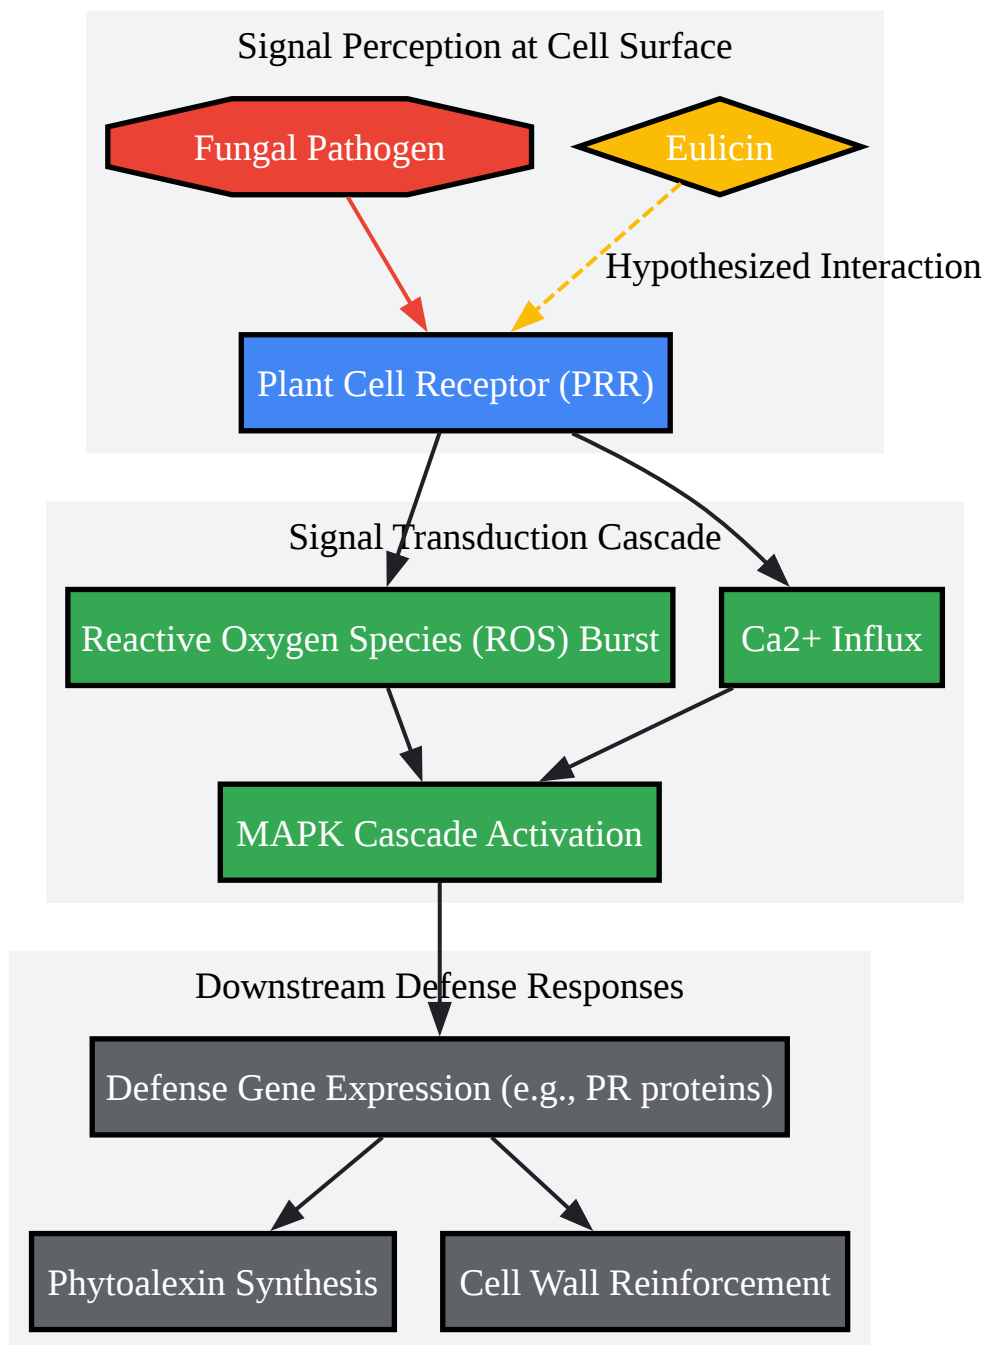 Signal Perception at Cell Surface
Fungal Pathogen
Eulicin
Hypothesized Interaction
Plant Cell Receptor (PRR)
Signal Transduction Cascade
Reactive Oxygen Species (ROS) Burst
Ca2+ Influx
MAPK Cascade Activation
Downstream Defense Responses
Defense Gene Expression (e.g., PR proteins)
Phytoalexin Synthesis
Cell Wall Reinforcement